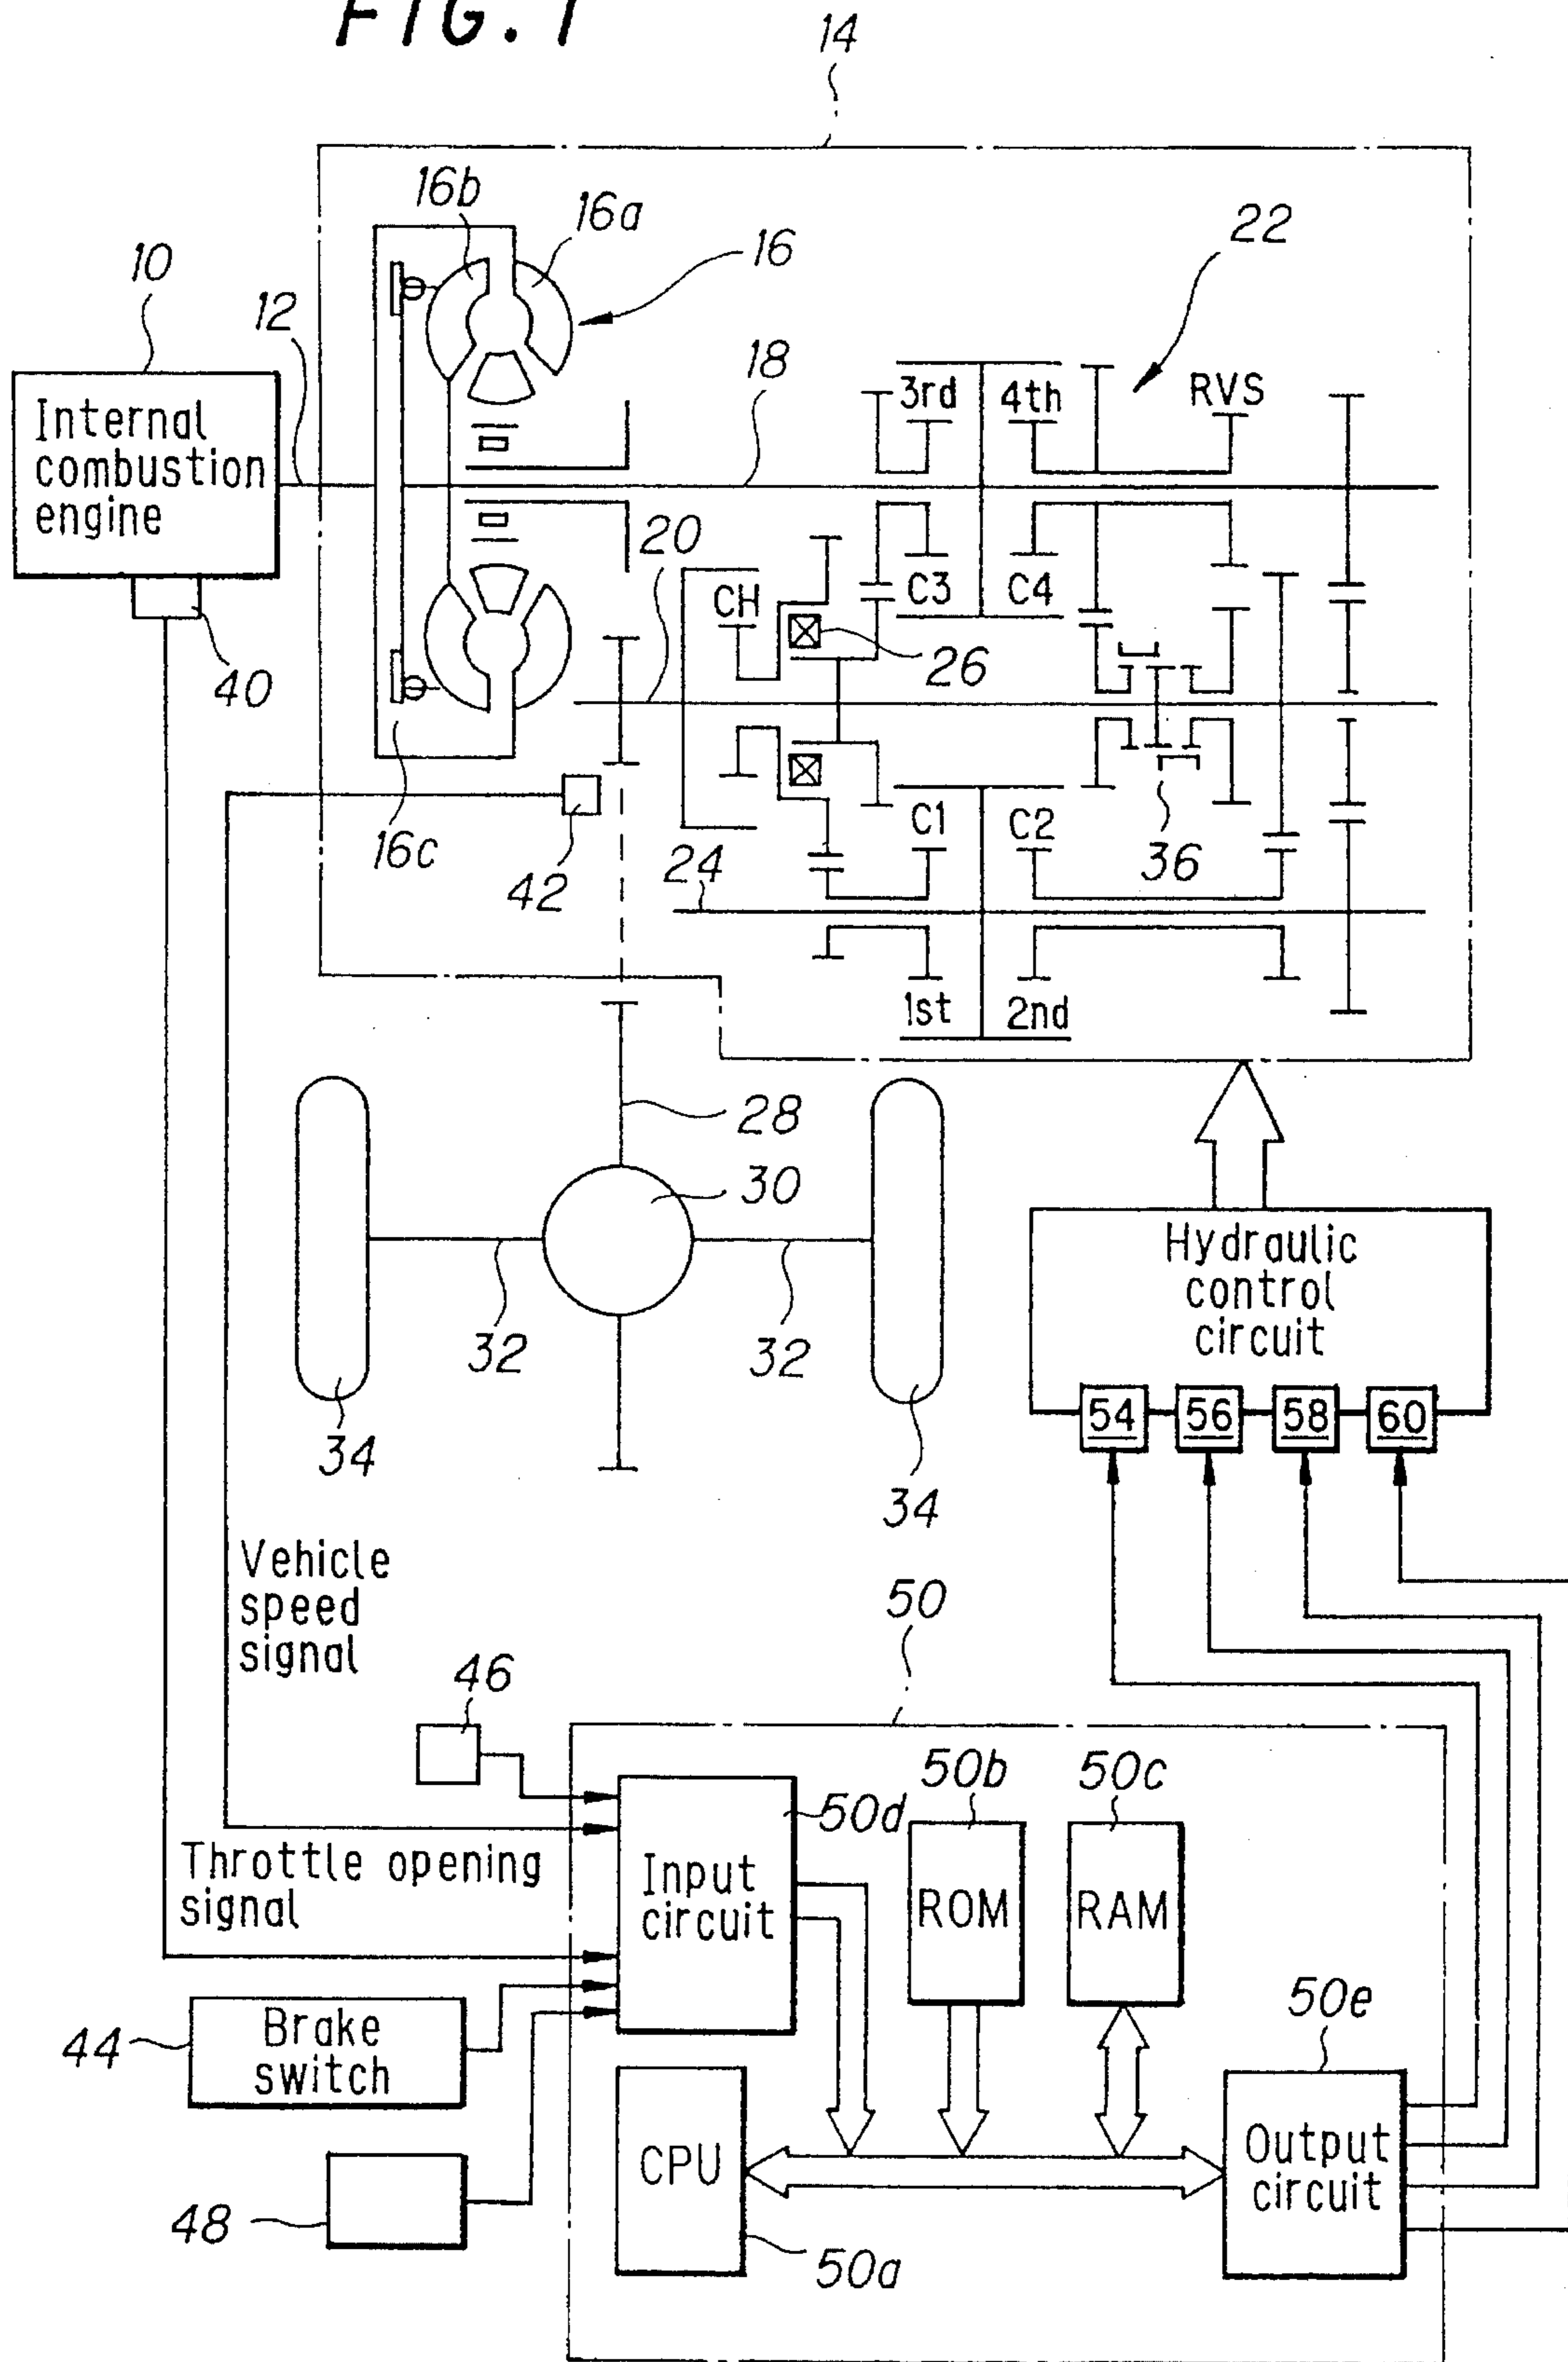 FIG. 1
14
16b
16a
16
22
10
12
18
3rd
4th
RVS
Internal
combustion
engine
20
CH
C3
C4
26
40
16c
42
C1
C2
36
24
1st
2nd
28
30
32
32
34
34
Hydraulic
control
circuit
54
56
58
60
Vehicle
speed
signal
50
46
50b
50c
50d
Throttle opening
signal
Input
circuit
ROM
RAM
50e
44
Brake
switch
CPU
Output
circuit
48
50a